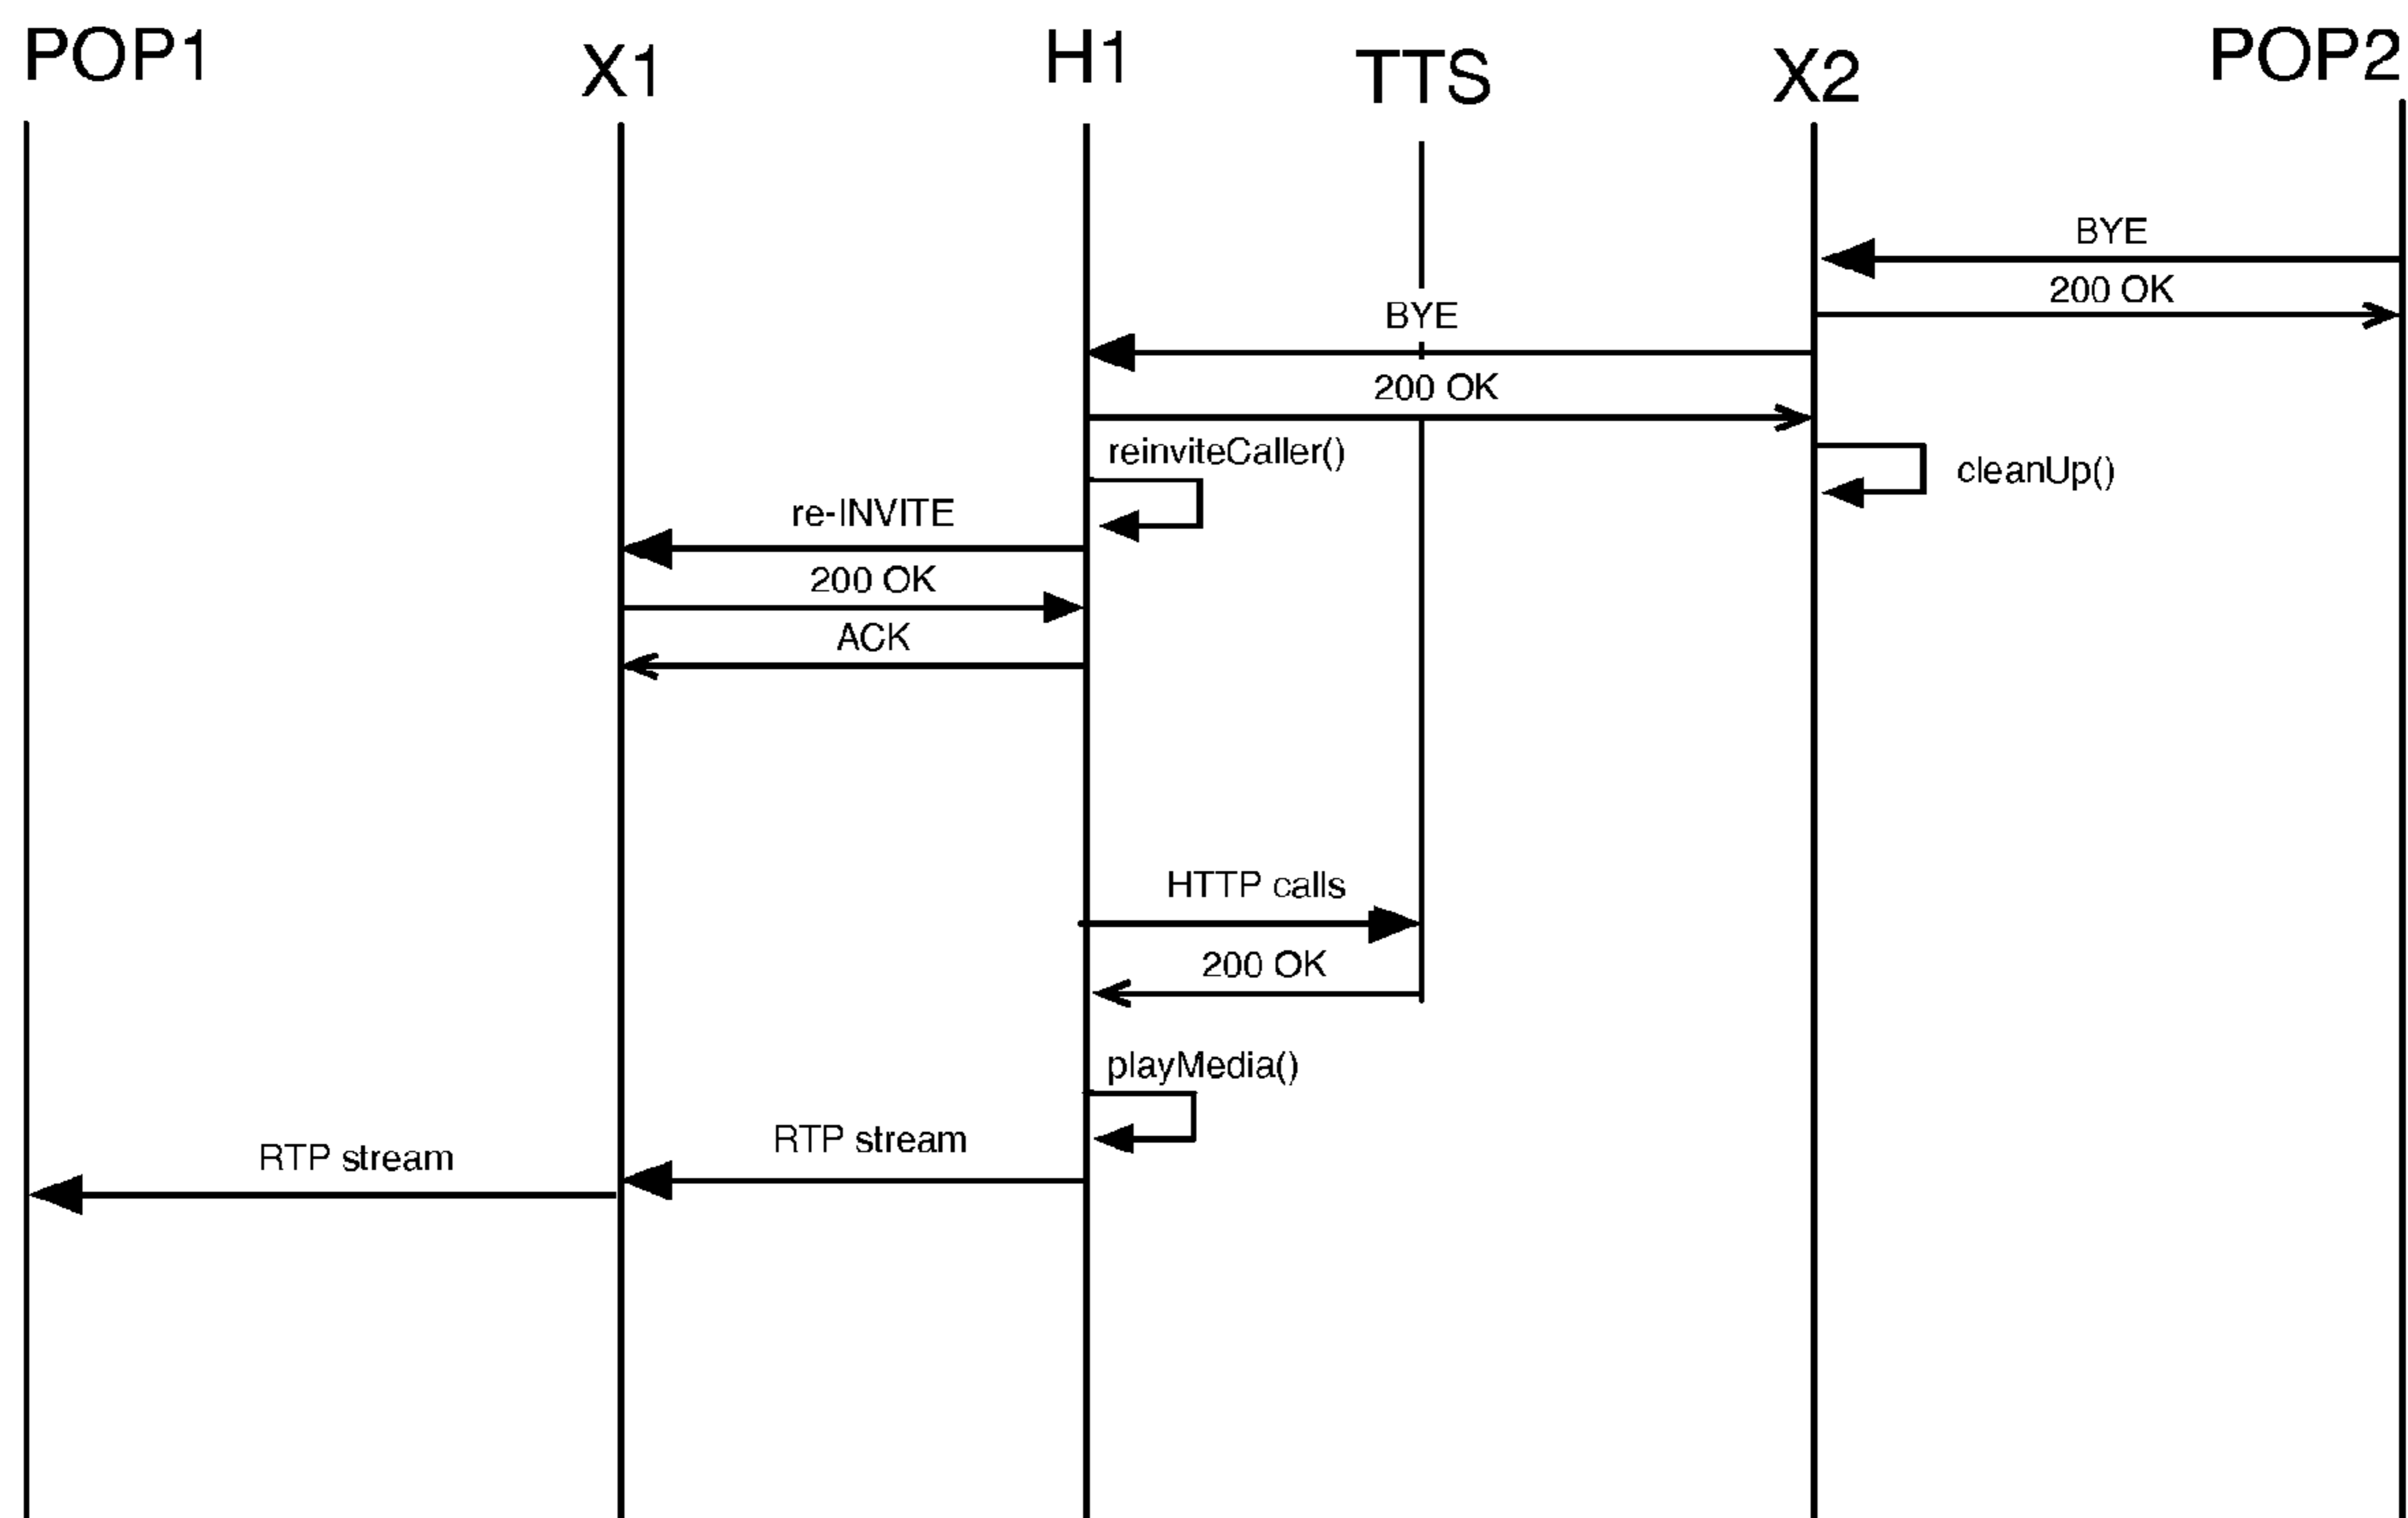 POP1
X1
H1
TTS
X2
POP2
BYE
200 OK
BYE
200 OK
reinviteCaller()
cleanUp()
re-INVITE
200 OK
ACK
HTTP calls
200 OK
playMedia()
RTP stream
RTP stream